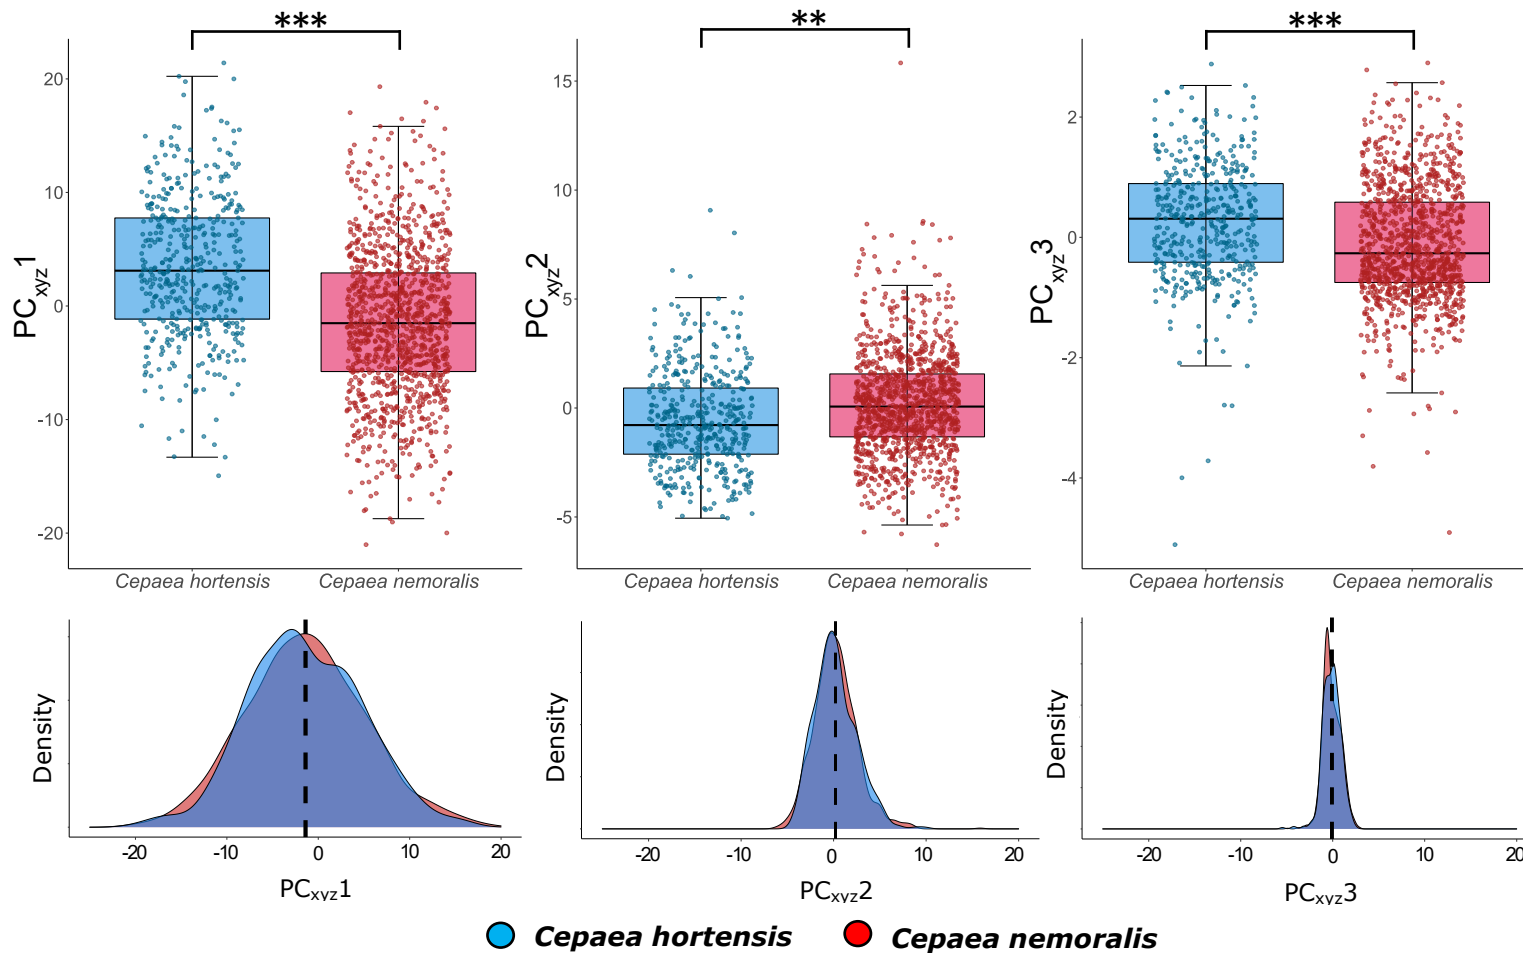 *** ** ***
PCxyz1
20
10
0
-10
-20
Cepaea hortensis Cepaea nemoralis
PCxyz2
15
10
5
0
-5
Cepaea hortensis Cepaea nemoralis
PCxyz3
2
0
-2
-4
Cepaea hortensis Cepaea nemoralis
Density
-20 -10 0 10 20
PCxyz1
Density
-20 -10 0 10 20
PCxyz2
Density
-20 -10 0 10 20
PCxyz3
Cepaea hortensis Cepaea nemoralis